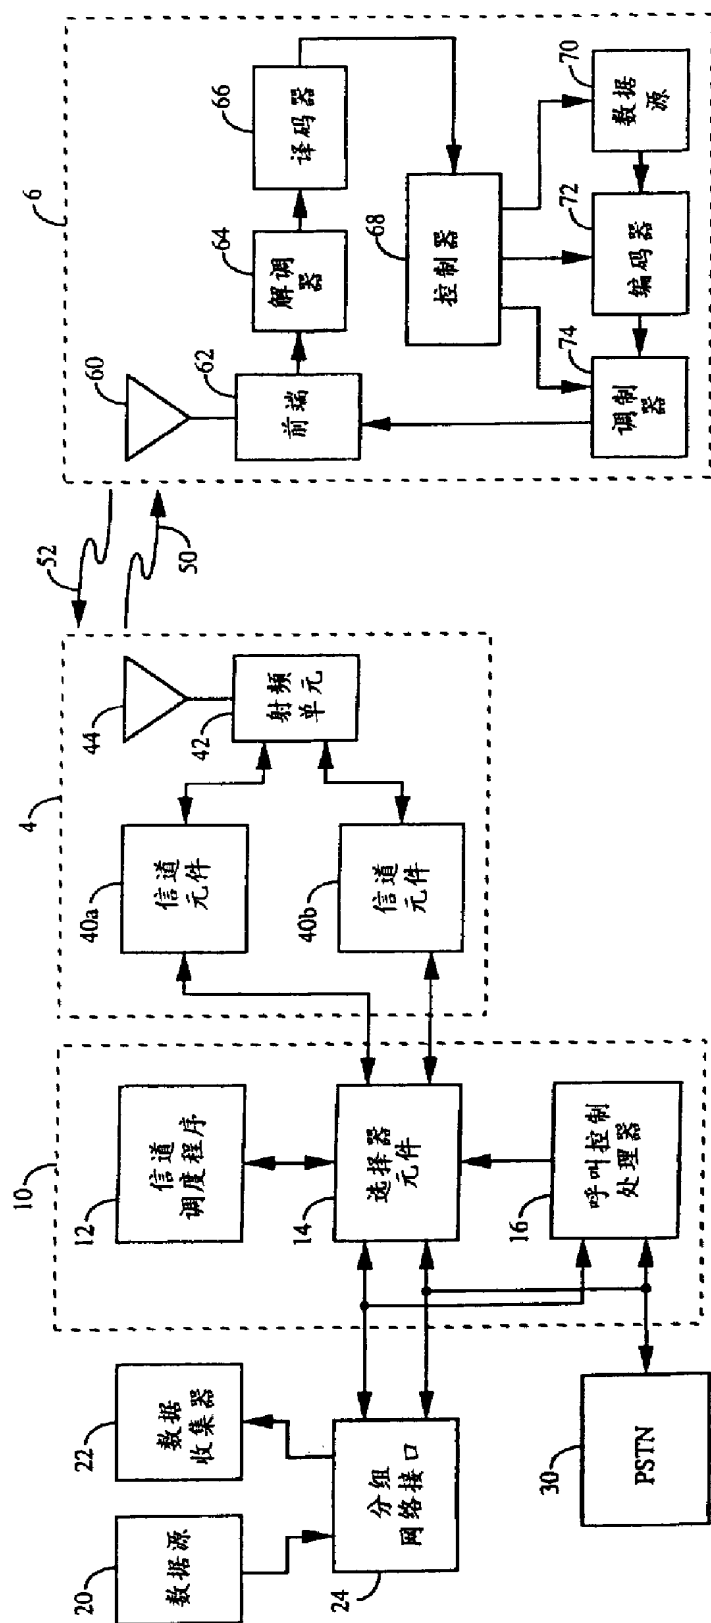 20
数据源
22
数据
收集器
24
分组
网络接口
30
PSTN
10
12
信道
调度程序
14
选择器
元件
16
呼叫控制
处理器
4
40a
信道
元件
40b
信道
元件
42
射频
单元
44
52
50
6
60
62
前端
64
解调
器
66
译码器
68
控制器
70
数据
源
72
编码器
74
调制
器